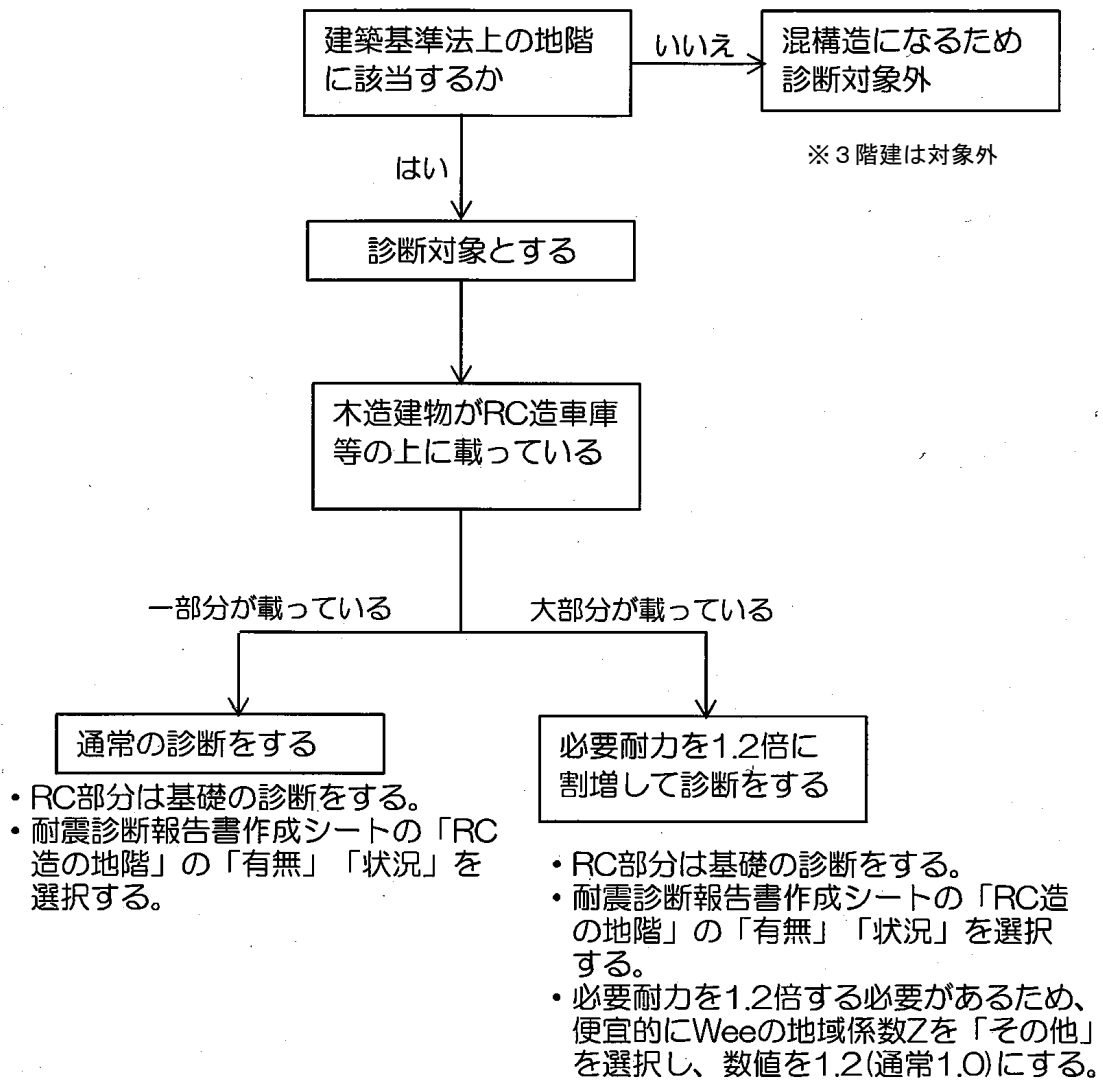 建築基準法上の地階
に該当するか
いいえ
混構造になるため
診断対象外
※３階建は対象外
はい
診断対象とする
木造建物がRC造車庫
等の上に載っている
一部分が載っている
大部分が載っている
通常の診断をする
・RC部分は基礎の診断をする。
・耐震診断報告書作成シートの「RC
造の地階」の「有無」「状況」を
選択する。
必要耐力を1.2倍に
割増して診断をする
・RC部分は基礎の診断をする。
・耐震診断報告書作成シートの「RC造
の地階」の「有無」「状況」を選択
する。
・必要耐力を1.2倍する必要があるため、
便宜的にWeeの地域係数Zを「その他」
を選択し、数値を1.2(通常1.0)にする。